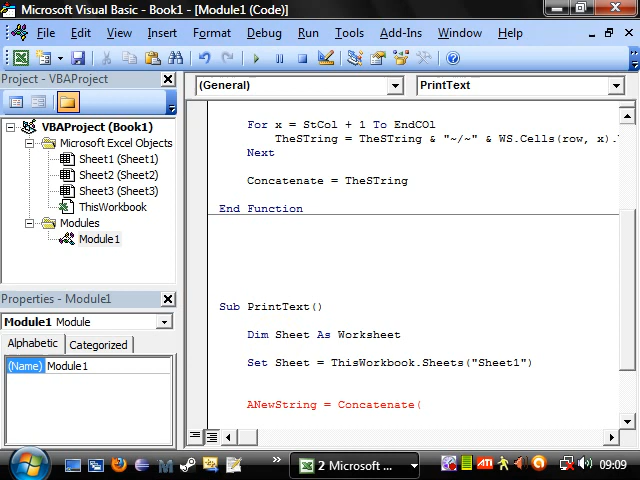 Microsoft Visual Basic - Book1 - [Module1 (Code)]
File Edit View Insert Format Debug Run Tools Add-Ins Window Help
Project - VBAProject
VBAProject (Book1)
Microsoft Excel Objects
Sheet1 (Sheet1)
Sheet2 (Sheet2)
Sheet3 (Sheet3)
ThisWorkbook
Modules
Module1
Properties - Module1
Module1 Module
Alphabetic Categorized
(Name) Module1
(General) PrintText
For x = StCol + 1 To EndCOl
TheSTring = TheSTring & "~/~" & WS.Cells(row, x).
Next
Concatenate = TheSTring
End Function
Sub PrintText()
Dim Sheet As Worksheet
Set Sheet = ThisWorkbook.Sheets("Sheet1")
ANewString = Concatenate(
2 Microsoft ...
ATI
09:09